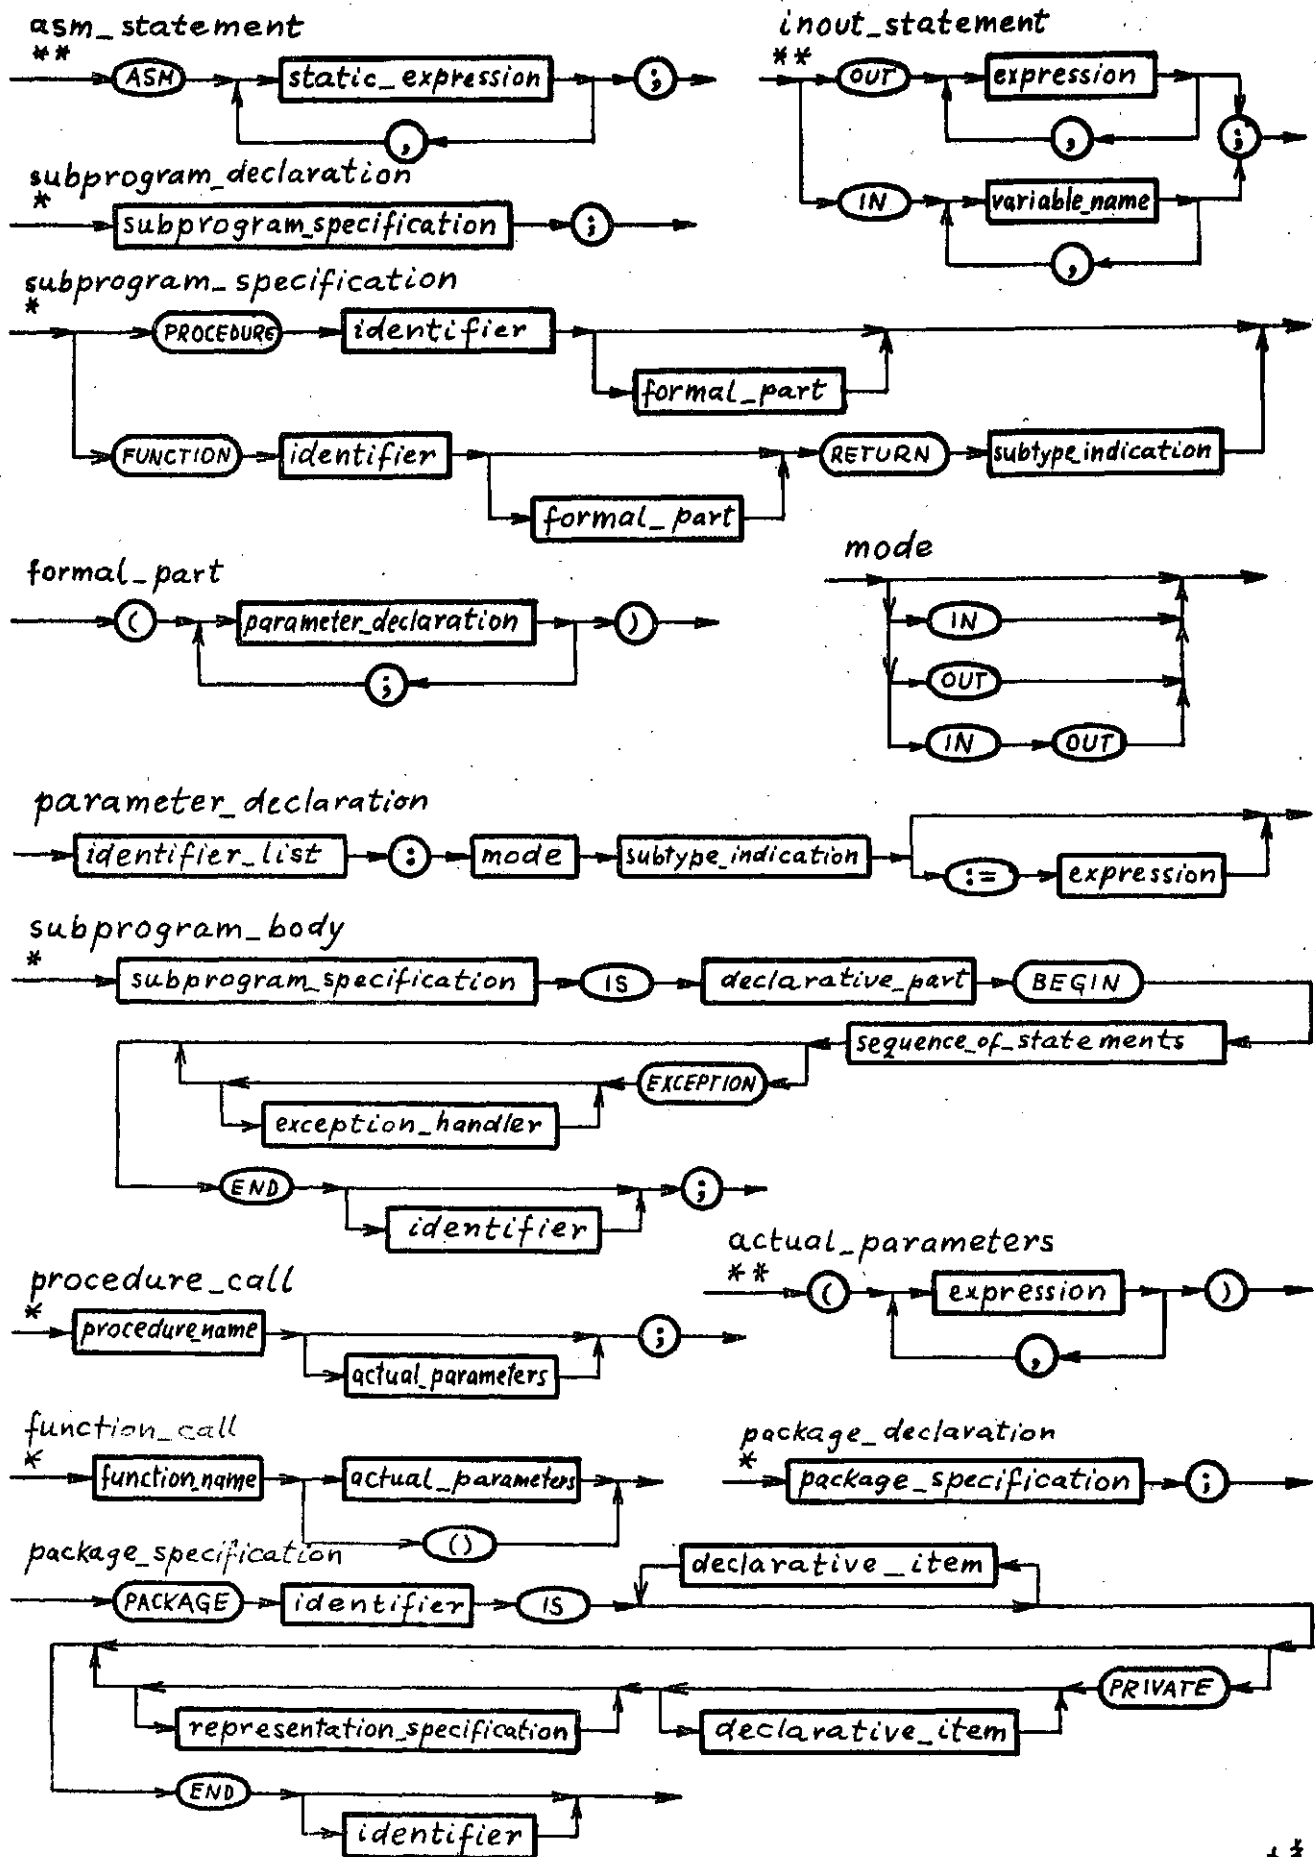 asm_statement
** ASM static_expression ;
,
inout_statement
** OUT expression
,
;
IN variable_name
,
subprogram_declaration
* subprogram_specification ;
subprogram_specification
* PROCEDURE identifier
formal_part
FUNCTION identifier RETURN subtype_indication
formal_part
formal_part
( parameter_declaration )
;
mode
IN
OUT
IN OUT
parameter_declaration
identifier_list : mode subtype_indication
:= expression
subprogram_body
* subprogram_specification IS declarative_part BEGIN
sequence_of_statements
EXCEPTION
exception_handler
END ;
identifier
procedure_call
* procedure_name ;
actual_parameters
actual_parameters
** ( expression )
,
function_call
* function_name actual_parameters
()
package_declaration
* package_specification ;
package_specification
declarative_item
PACKAGE identifier IS
PRIVATE
representation_specification declarative_item
END
identifier